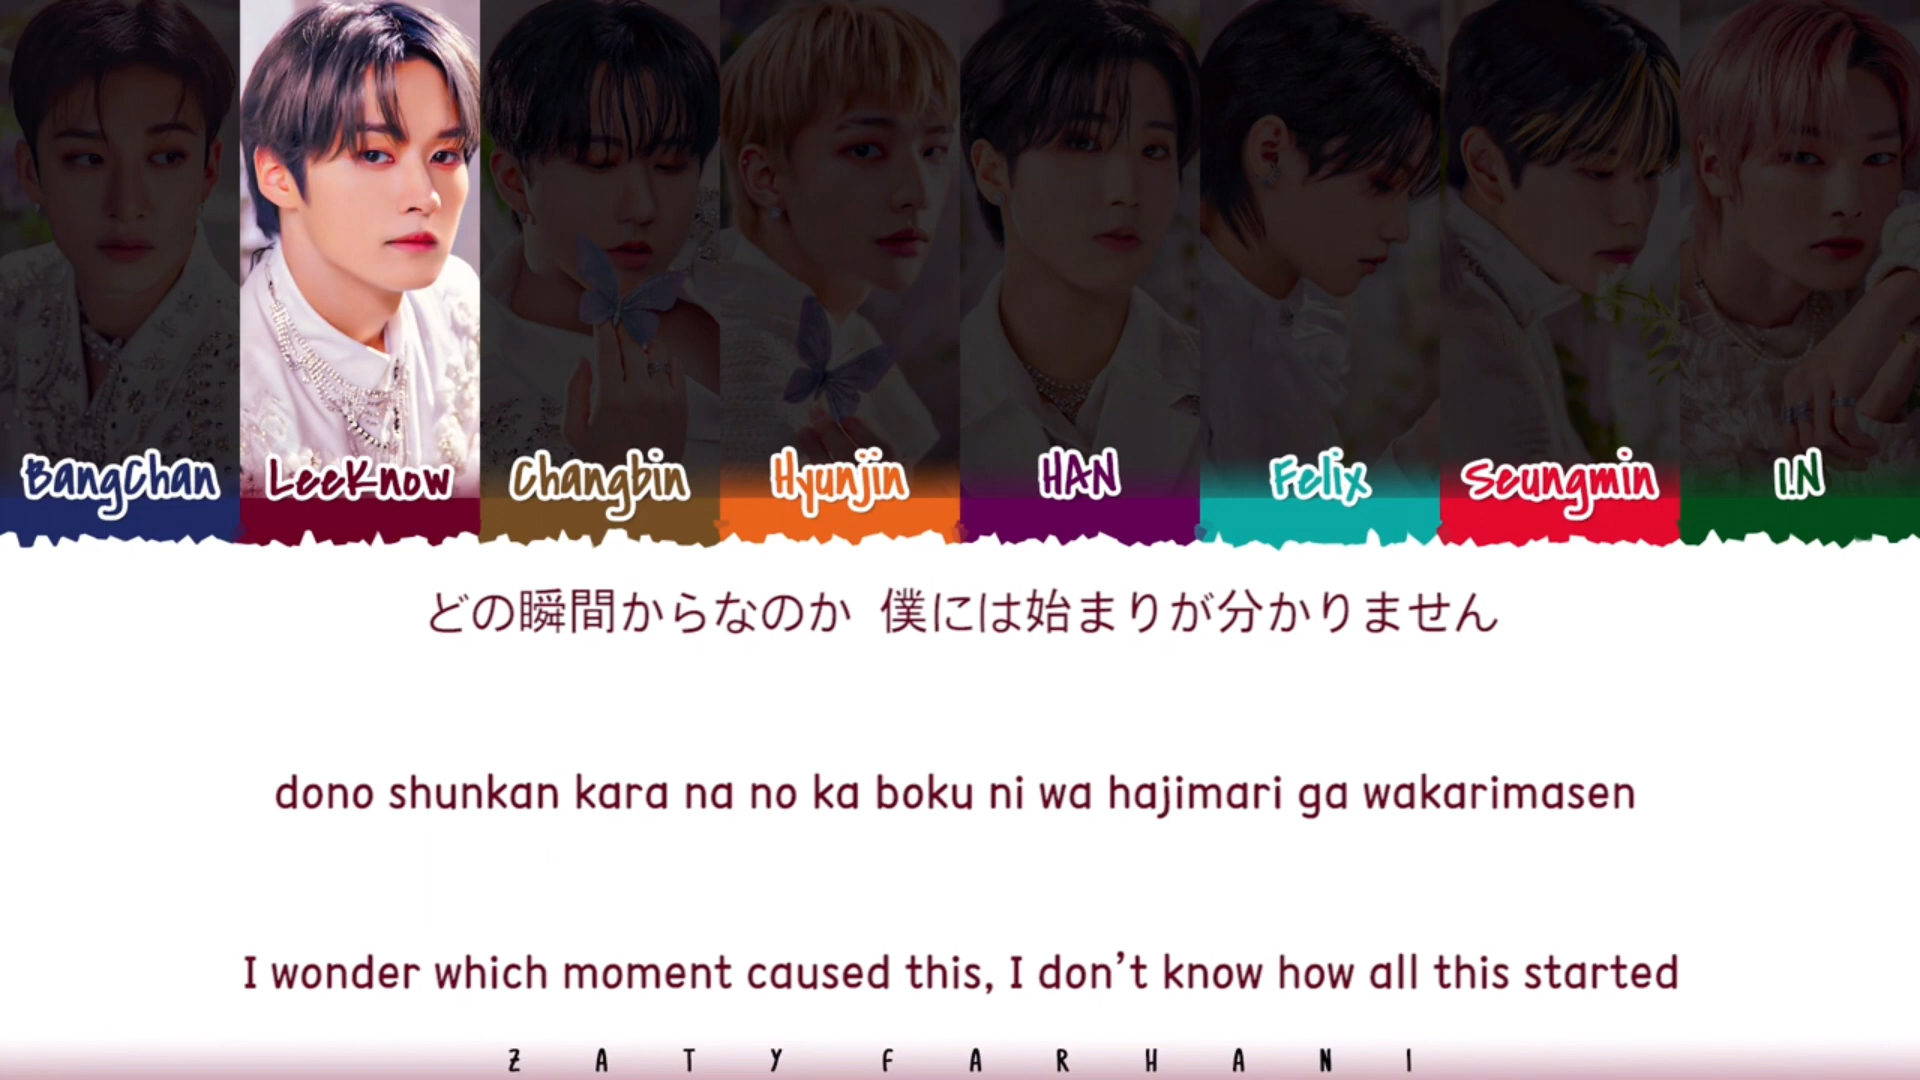 BangChan LeeKnow Changbin Hyunjin HAN Felix Seungmin I.N
どの瞬間からなのか 僕には始まりが分かりません
dono shunkan kara na no ka boku ni wa hajimari ga wakarimasen
I wonder which moment caused this, I don't know how all this started
ZATY FARHANI